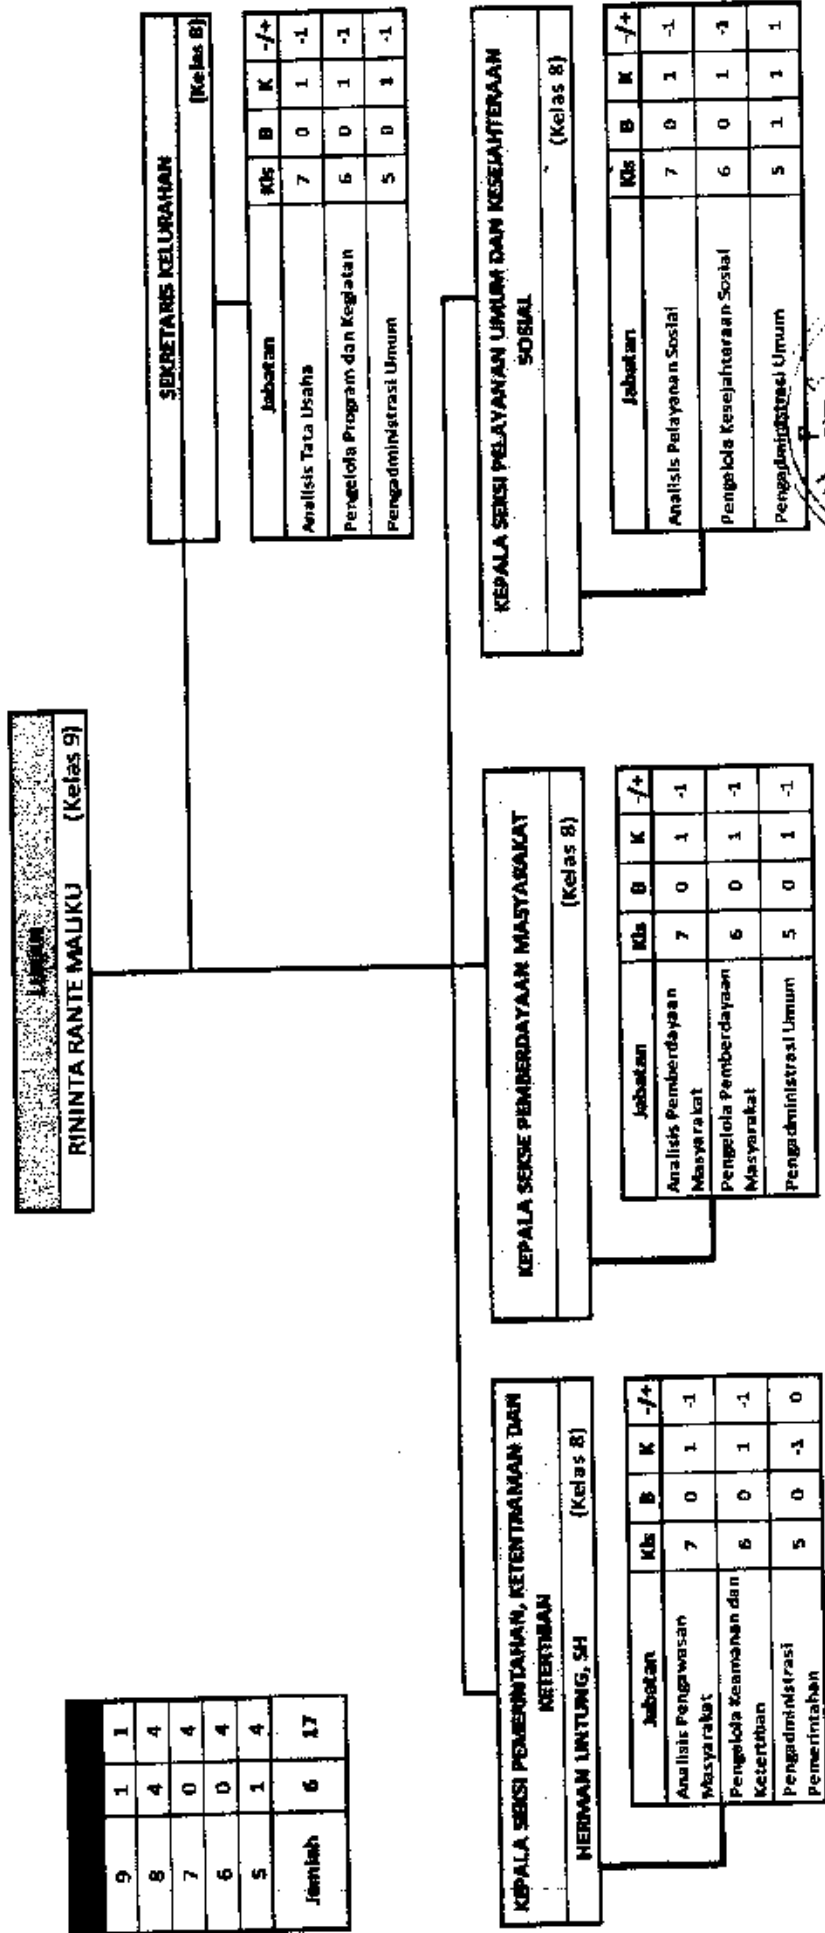 RININTA RANTE MALIKU (Kelas 9)
9 1 1
8 4 4
7 0 4
6 0 4
5 1 4
Jumlah 6 17
SEKRETARIS KELURAHAN
(Kelas 8)
Jabatan Kls B K -/+
Analisis Tata Usaha 7 0 1 -1
Pengelola Program dan Kegiatan 6 0 1 -1
Pengadministrasi Umum 5 0 1 -1
KEPALA SEKSI PEMERINTAHAN, KETENTRAMAN DAN
KETERTIBAN
HERMAN UNTUNG, SH (Kelas 8)
Jabatan Kls B K -/+
Analisis Pengawasan
Masyarakat 7 0 1 -1
Pengelola Keamanan dan
Ketertiban 6 0 1 -1
Pengadministrasi
Pemerintahan 5 0 -1 0
KEPALA SEKSE PEMBERDAYAAN MASYARAKAT
(Kelas 8)
Jabatan Kls B K -/+
Analisis Pemberdayaan
Masyarakat 7 0 1 -1
Pengelola Pemberdayaan
Masyarakat 6 0 1 -1
Pengadministrasi Umum 5 0 1 -1
KEPALA SEKSI PELAYANAN UMUM DAN KESEJAHTERAAN
SOSIAL
(Kelas 8)
Jabatan Kls B K -/+
Analisis Pelayanan Sosial 7 0 1 -1
Pengelola Kesejahteraan Sosial 6 0 1 -1
Pengadministrasi Umum 5 1 1 1